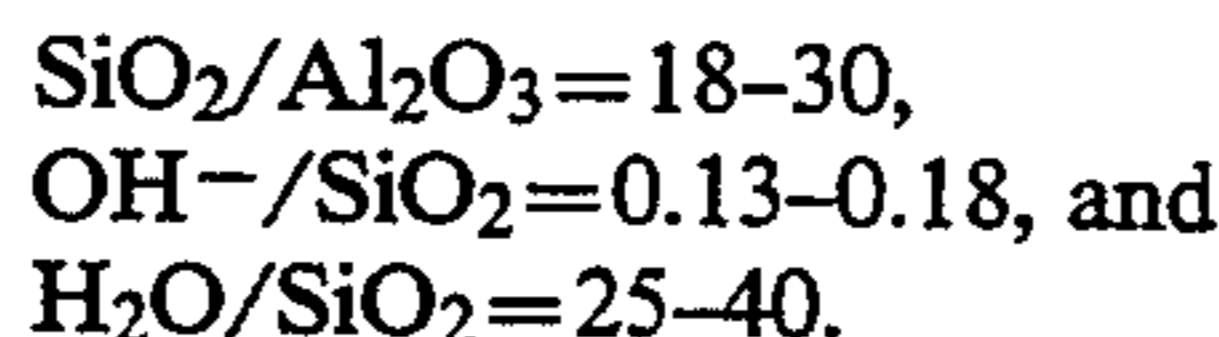 SiO₂/Al₂O₃=18–30,
OH⁻/SiO₂=0.13–0.18, and
H₂O/SiO₂=25–40.